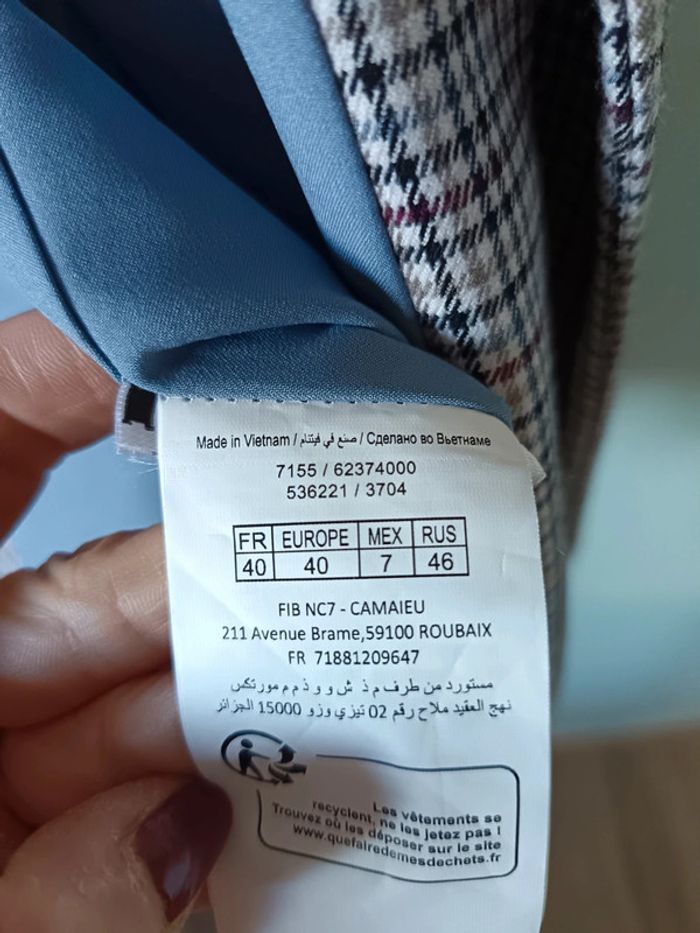 Made in Vietnam / صنع في فيتنام / Сделано во Вьетнаме
7155 / 62374000
536221 / 3704
FR EUROPE MEX RUS
40 40 7 46
FIB NC7 - CAMAIEU
211 Avenue Brame,59100 ROUBAIX
FR 71881209647
مستورد من طرف م ذ ش و و ذ م م مورتكس
نهج العقيد ملاح رقم 02 تيزي وزو 15000 الجزائر
Les vêtements se
recyclent, ne les jetez pas !
Trouvez où les déposer sur le site
www.quefairedemesdechets.fr